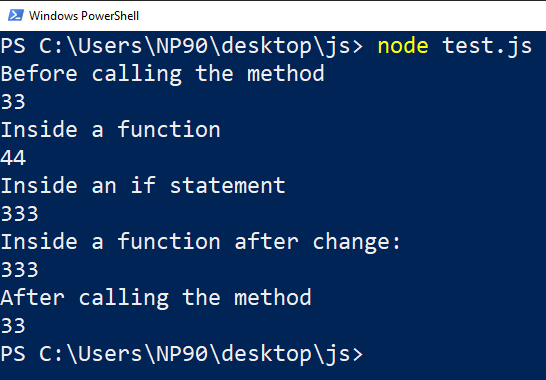 Windows PowerShell
PS C:\Users\NP90\desktop\js> node test.js
Before calling the method
33
Inside a function
44
Inside an if statement
333
Inside a function after change:
333
After calling the method
33
PS C:\Users\NP90\desktop\js>